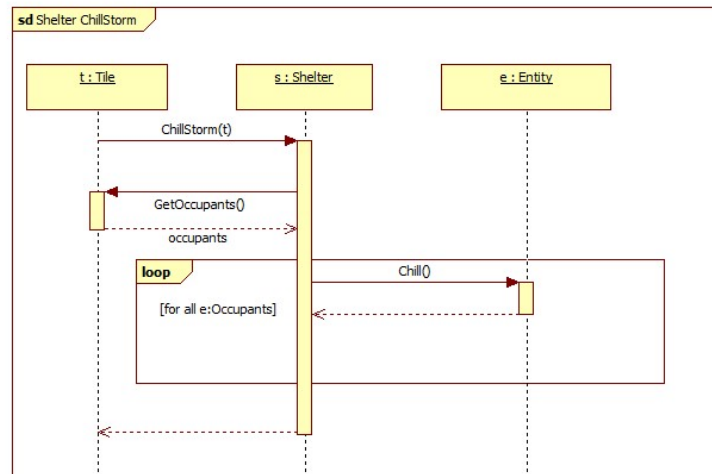 sd Shelter ChillStorm
t : Tile
s : Shelter
e : Entity
ChillStorm(t)
GetOccupants()
occupants
loop
Chill()
[for all e:Occupants]